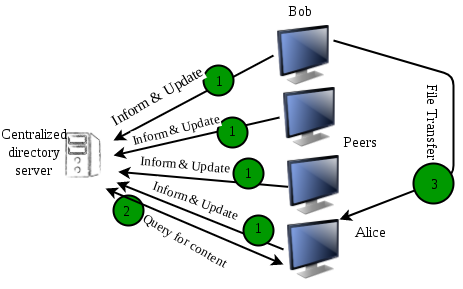 Bob
Inform & Update
1
Inform & Update
1
Centralized
directory
server
Peers
File Transfer
Inform & Update
1
3
Inform & Update
1
2
Query for content
Alice